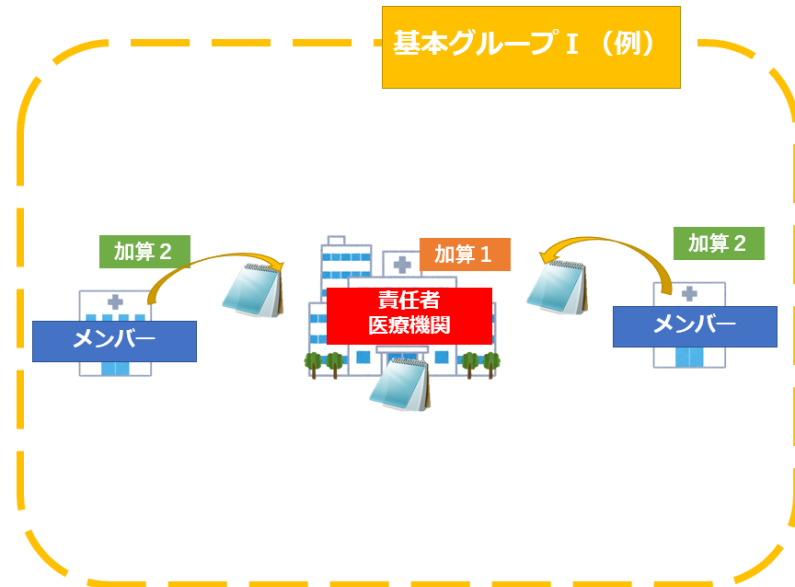 基本グループⅠ（例）
加算２
加算１
加算２
責任者
医療機関
メンバー
メンバー